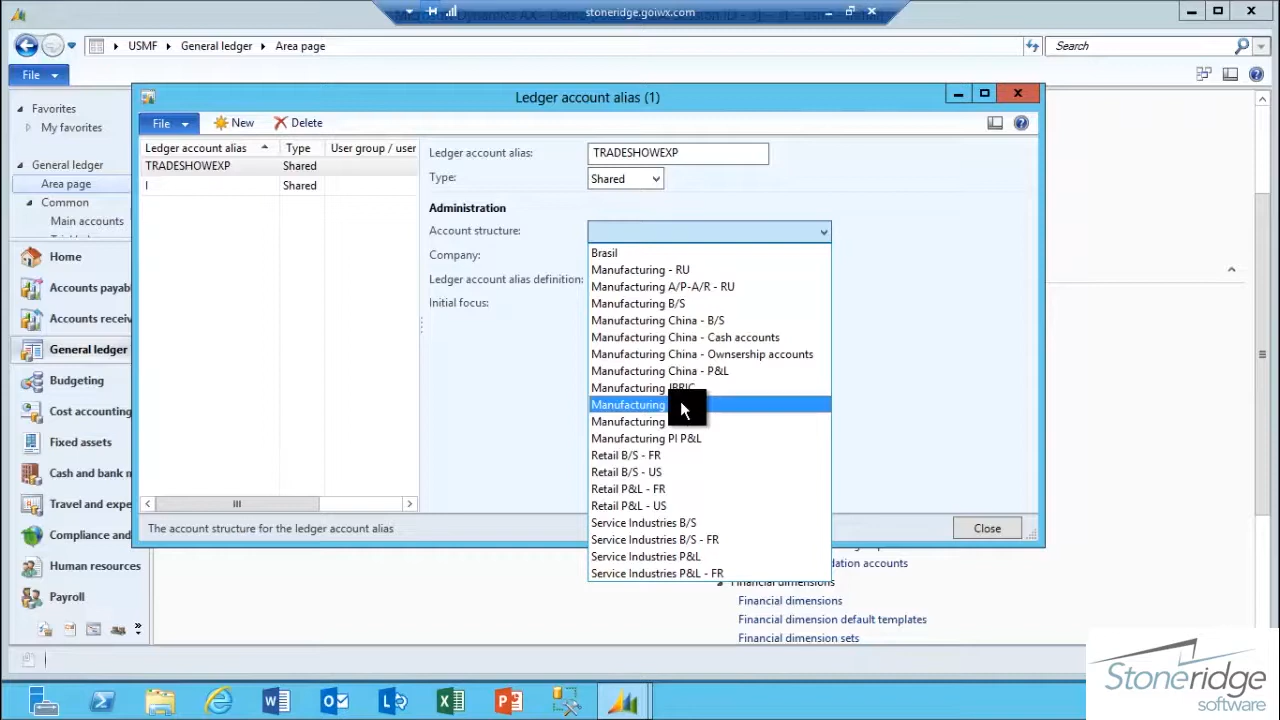 stoneridge.goiwx.com
USMF
General ledger
Area page
Search
File
Ledger account alias (1)
File
New
Delete
Favorites
My favorites
General ledger
Area page
Common
Main accounts
Home
Accounts payab
Accounts recei
General ledger
Budgeting
Cost accounting
Fixed assets
Cash and bank m
Travel and expe
Compliance and
Human resources
Payroll
Ledger account alias
Type
User group / user
TRADESHOWEXP
Shared
I
Shared
Ledger account alias:
TRADESHOWEXP
Type:
Shared
Administration
Account structure:
Company:
Ledger account alias definition:
Initial focus:
Brasil
Manufacturing - RU
Manufacturing A/P-A/R - RU
Manufacturing B/S
Manufacturing China - B/S
Manufacturing China - Cash accounts
Manufacturing China - Ownsership accounts
Manufacturing China - P&L
Manufacturing
Manufacturing
Manufacturing
Manufacturing PI P&L
Retail B/S - FR
Retail B/S - US
Retail P&L - FR
Retail P&L - US
Service Industries B/S
Service Industries B/S - FR
Service Industries P&L
Service Industries P&L - FR
The account structure for the ledger account alias
Close
dation accounts
Financial dimensions
Financial dimensions
Financial dimension default templates
Financial dimension sets
Stoneridge
software